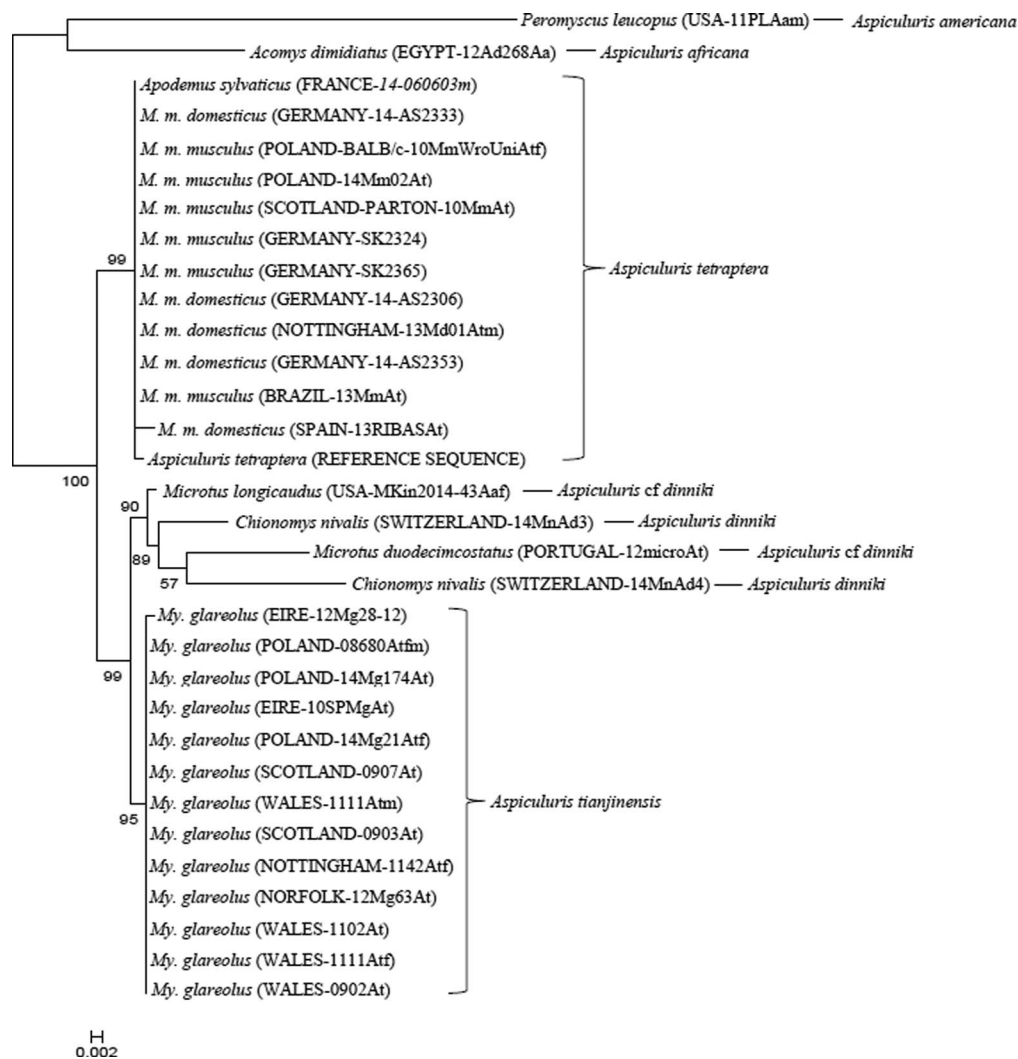 Peromyscus leucopus (USA-11PLAam) Aspiculuris americana
Acomys dimidiatus (EGYPT-12Ad268Aa) Aspiculuris africana
Apodemus sylvaticus (FRANCE-14-060603m)
M. m. domesticus (GERMANY-14-AS2333)
M. m. musculus (POLAND-BALB/c-10MmWroUniAtf)
M. m. musculus (POLAND-14Mm02At)
M. m. musculus (SCOTLAND-PARTON-10MmAt)
M. m. musculus (GERMANY-SK2324)
99
M. m. musculus (GERMANY-SK2365) Aspiculuris tetraptera
M. m. domesticus (GERMANY-14-AS2306)
M. m. domesticus (NOTTINGHAM-13Md01Atm)
M. m. domesticus (GERMANY-14-AS2353)
M. m. musculus (BRAZIL-13MmAt)
M. m. domesticus (SPAIN-13RIBASAt)
Aspiculuris tetraptera (REFERENCE SEQUENCE)
100
Microtus longicaudus (USA-MKin2014-43Aaf) Aspiculuris cf dinniki
90
Chionomys nivalis (SWITZERLAND-14MnAd3) Aspiculuris dinniki
89
Microtus duodecimcostatus (PORTUGAL-12microAt) Aspiculuris cf dinniki
57
Chionomys nivalis (SWITZERLAND-14MnAd4) Aspiculuris dinniki
My. glareolus (EIRE-12Mg28-12)
My. glareolus (POLAND-08680Atfm)
99
My. glareolus (POLAND-14Mg174At)
My. glareolus (EIRE-10SPMgAt)
My. glareolus (POLAND-14Mg21Atf)
My. glareolus (SCOTLAND-0907At)
My. glareolus (WALES-1111Atm) Aspiculuris tianjinensis
95
My. glareolus (SCOTLAND-0903At)
My. glareolus (NOTTINGHAM-1142Atf)
My. glareolus (NORFOLK-12Mg63At)
My. glareolus (WALES-1102At)
My. glareolus (WALES-1111Atf)
My. glareolus (WALES-0902At)
0.002